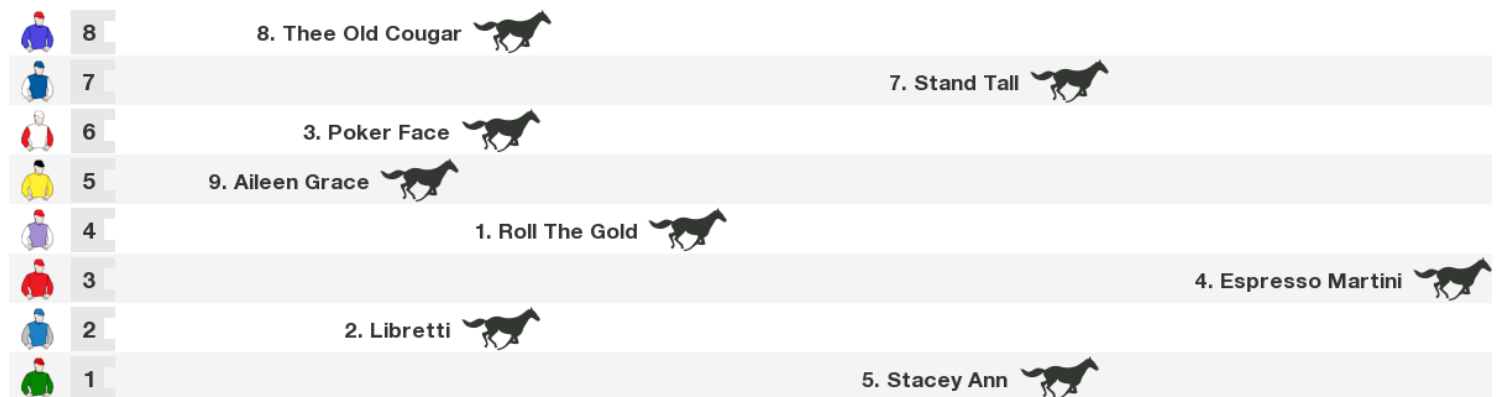 8 8. Thee Old Cougar
7 7. Stand Tall
6 3. Poker Face
5 9. Aileen Grace
4 1. Roll The Gold
3 4. Espresso Martini
2 2. Libretti
1 5. Stacey Ann